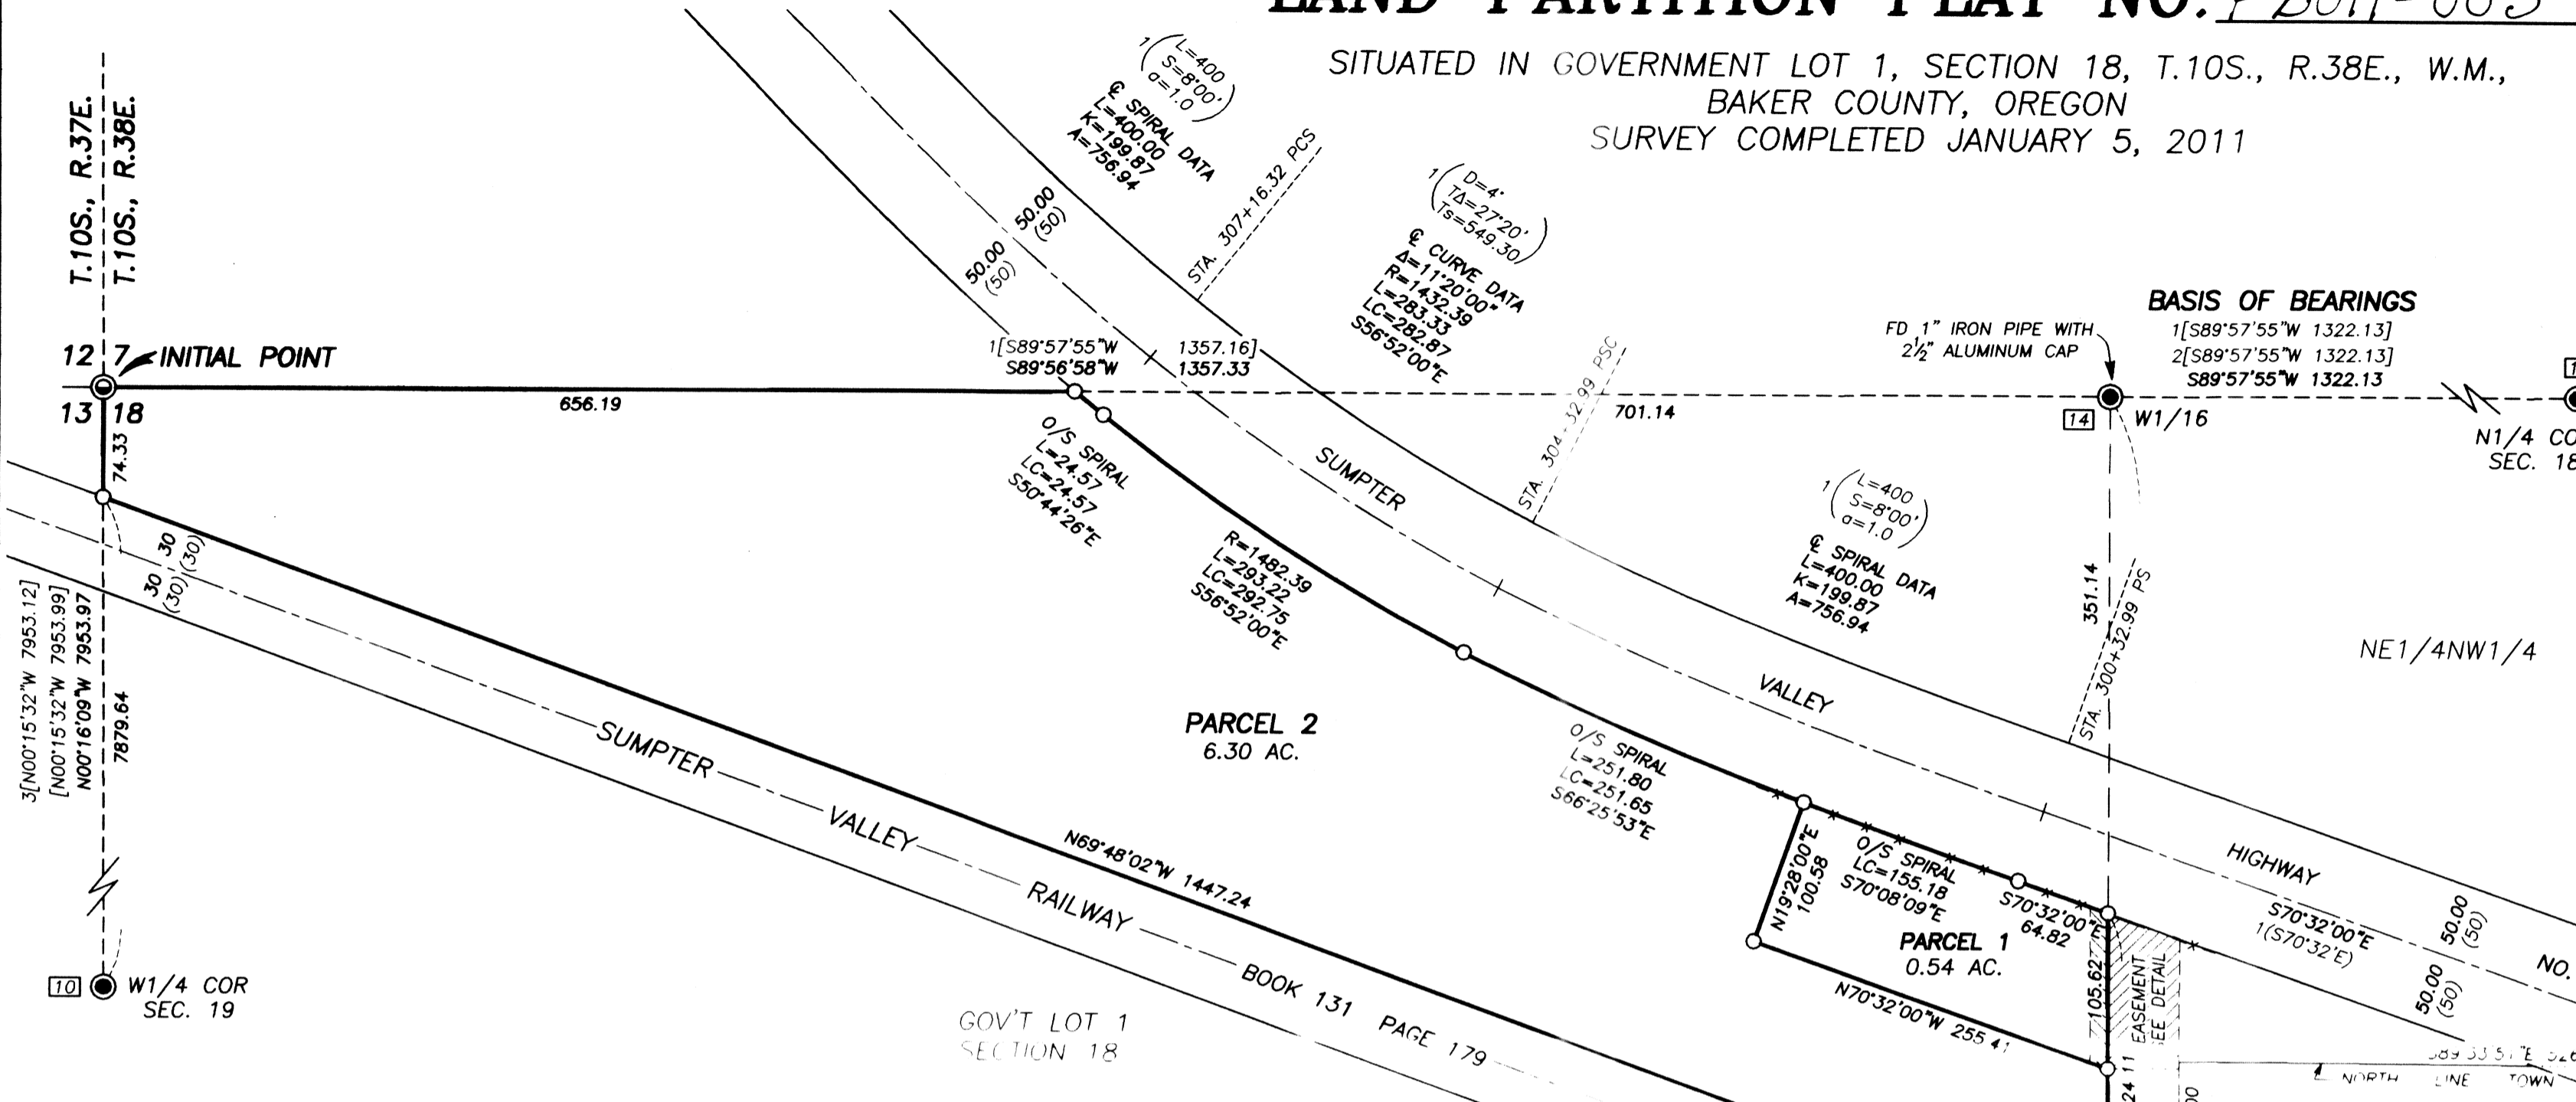 LAND PARTITION PLAT NO.
SITUATED IN GOVERNMENT LOT 1, SECTION 18, T.10S., R.38E., W.M.,
BAKER COUNTY, OREGON
SURVEY COMPLETED JANUARY 5, 2011
T.10S., R.37E.
T.10S., R.38E.
12 7
INITIAL POINT
13 18
74.33
656.19
1[S89°57'55"W 1357.16]
S89°56'58"W 1357.33
50.00
(50)
50.00
(50)
1(L=400
S=8°00'
a=1.0)
℄ SPIRAL DATA
L=400.00
K=199.87
A=756.94
STA. 307+16.32 PCS
1(D=4°
TΔ=27°20'
Ts=549.30)
℄ CURVE DATA
Δ=11°20'00"
R=1432.39
L=283.33
LC=282.87
S56°52'00"E
STA. 304+32.99 PSC
701.14
FD 1" IRON PIPE WITH
2½" ALUMINUM CAP
BASIS OF BEARINGS
1[S89°57'55"W 1322.13]
2[S89°57'55"W 1322.13]
S89°57'55"W 1322.13
14
W1/16
N1/4 CO
SEC. 18
O/S SPIRAL
L=24.57
LC=24.57
S50°44'26"E
R=1482.39
L=293.22
LC=292.75
S56°52'00"E
SUMPTER
VALLEY
HIGHWAY
NO.
1(L=400
S=8°00'
a=1.0)
℄ SPIRAL DATA
L=400.00
K=199.87
A=756.94
351.14
STA. 300+32.99 PS
NE1/4NW1/4
30 30
(30) (30)
3[N00°15'32"W 7953.12]
[N00°15'32"W 7953.99]
N00°16'09"W 7953.97
7879.64
10
W1/4 COR
SEC. 19
PARCEL 2
6.30 AC.
O/S SPIRAL
L=251.80
LC=251.65
S66°25'53"E
SUMPTER
VALLEY
RAILWAY
BOOK 131 PAGE 179
N69°48'02"W 1447.24
GOV'T LOT 1
SECTION 18
N19°28'00"E
100.58
O/S SPIRAL
LC=155.18
S70°08'09"E
S70°32'00"E
64.82
PARCEL 1
0.54 AC.
N70°32'00"W 255.41
105.62
EASEMENT
EE DETAIL
S70°32'00"E
1(S70°32'E)
50.00
(50)
50.00
(50)
24.11
NORTH LINE TOWN